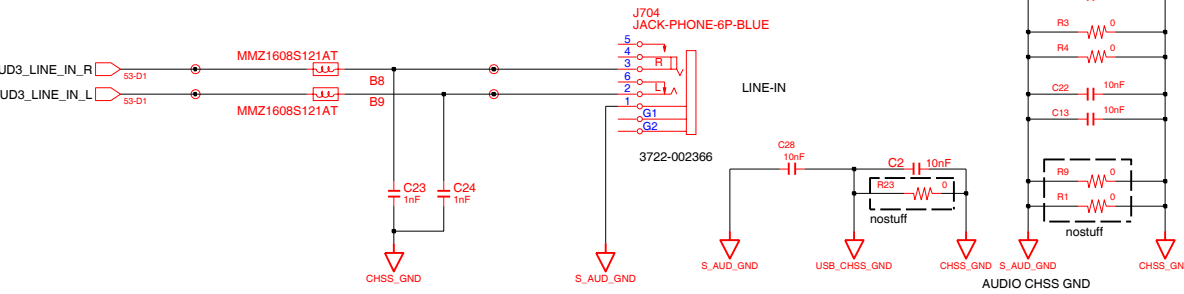 J704
JACK-PHONE-6P-BLUE
R3 0
MMZ1608S121AT
5
4
R4 0
UD3_LINE_IN_R
53-D1
3
R
B8
6
LINE-IN
C22 10nF
UD3_LINE_IN_L
53-D1
2
L
B9
1
MMZ1608S121AT
G1
C13 10nF
G2
3722-002366
C28
10nF
C2 10nF
C23
1nF
C24
1nF
R23 0
nostuff
R9 0
R1 0
nostuff
CHSS_GND
S_AUD_GND
S_AUD_GND
USB_CHSS_GND
CHSS_GND
S_AUD_GND
CHSS_GN
AUDIO CHSS GND